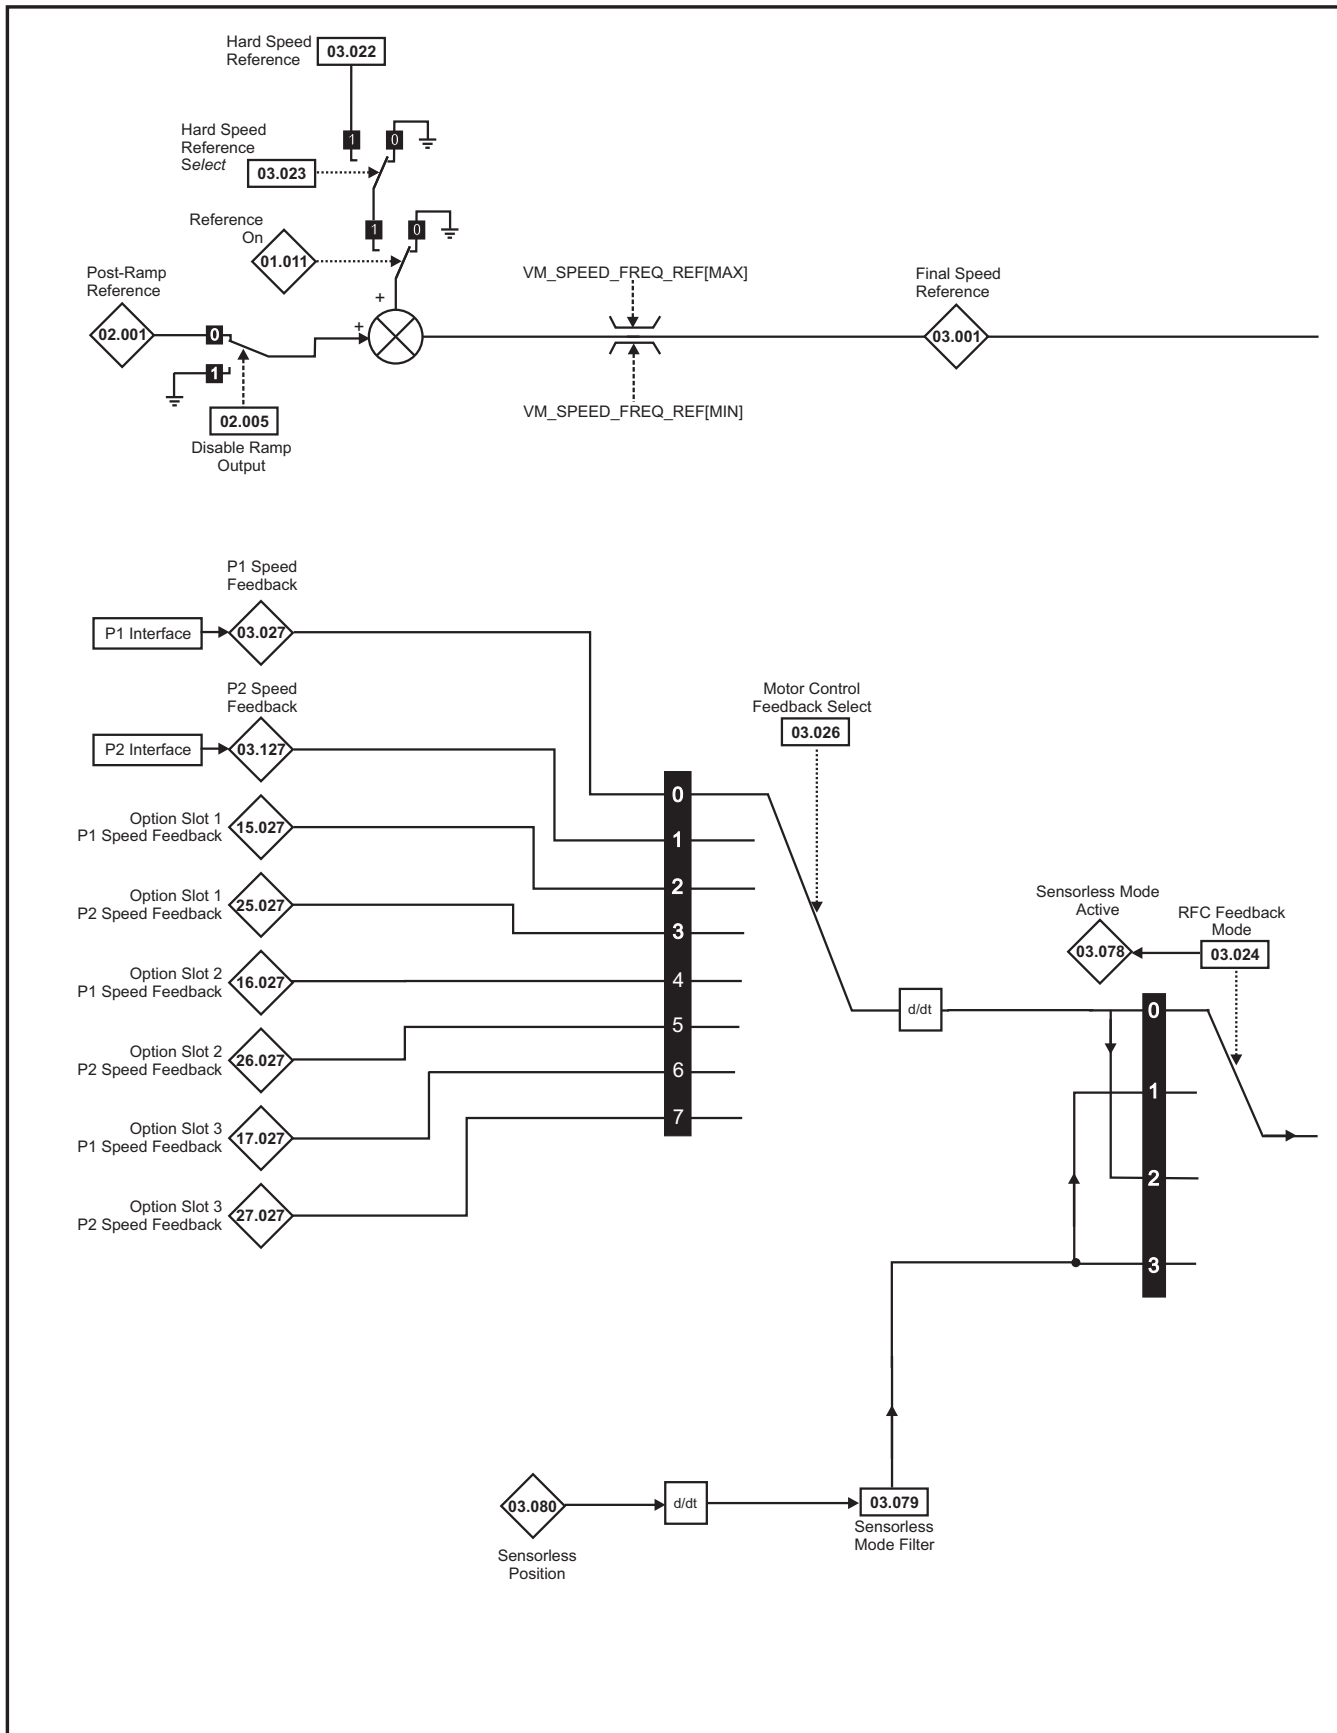 Hard Speed
Reference
03.022
1
0
Hard Speed
Reference
Select
03.023
Reference
On
01.011
1
0
Post-Ramp
Reference
02.001
0
1
+
+
02.005
Disable Ramp
Output
VM_SPEED_FREQ_REF[MAX]
VM_SPEED_FREQ_REF[MIN]
Final Speed
Reference
03.001
P1 Speed
Feedback
P1 Interface
03.027
P2 Speed
Feedback
P2 Interface
03.127
Option Slot 1
P1 Speed Feedback
15.027
Option Slot 1
P2 Speed Feedback
25.027
Option Slot 2
P1 Speed Feedback
16.027
Option Slot 2
P2 Speed Feedback
26.027
Option Slot 3
P1 Speed Feedback
17.027
Option Slot 3
P2 Speed Feedback
27.027
0
1
2
3
4
5
6
7
Motor Control
Feedback Select
03.026
d/dt
Sensorless Mode
Active
03.078
RFC Feedback
Mode
03.024
0
1
2
3
03.080
Sensorless
Position
d/dt
03.079
Sensorless
Mode Filter